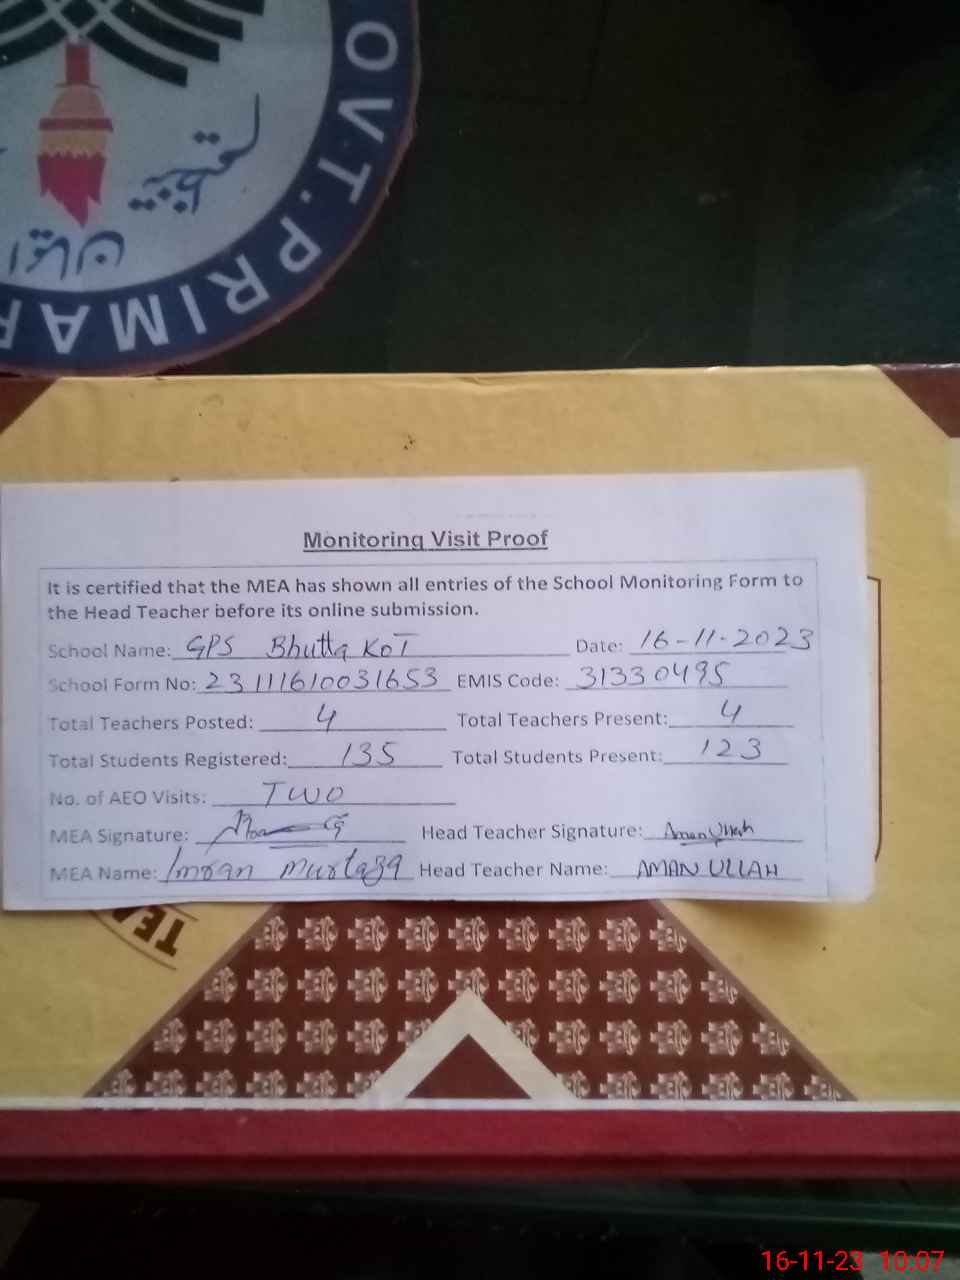 OVT. PRIMAR
Monitoring Visit Proof
It is certified that the MEA has shown all entries of the School Monitoring Form to
the Head Teacher before its online submission.
School Name: GPS Bhutta KOT Date: 16-11-2023
School Form No: 23111610031653 EMIS Code: 31330495
Total Teachers Posted: 4 Total Teachers Present: 4
Total Students Registered: 135 Total Students Present: 123
No. of AEO Visits: TWO
MEA Signature: Head Teacher Signature: Aman Ullah
MEA Name: Imran Murtaza Head Teacher Name: AMAN ULLAH
TEA
16-11-23 10:07